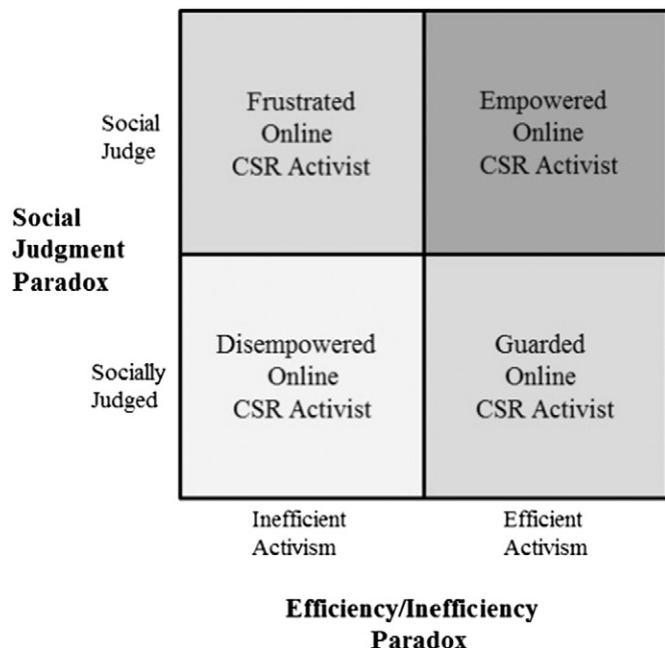 Frustrated
Online
CSR Activist
Empowered
Online
CSR Activist
Social
Judge
Social
Judgment
Paradox
Disempowered
Online
CSR Activist
Guarded
Online
CSR Activist
Socially
Judged
Inefficient
Activism
Efficient
Activism
Efficiency/Inefficiency
Paradox